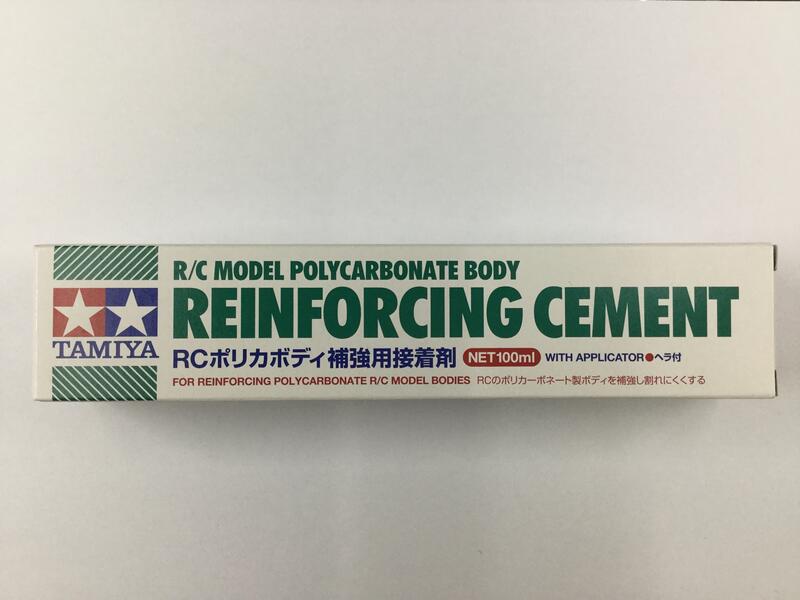 R/C MODEL POLYCARBONATE BODY
REINFORCING CEMENT
TAMIYA
RCポリカボディ補強用接着剤 NET100ml WITH APPLICATOR●ヘラ付
FOR REINFORCING POLYCARBONATE R/C MODEL BODIES RCのポリカーボネート製ボディを補強し割れにくくする